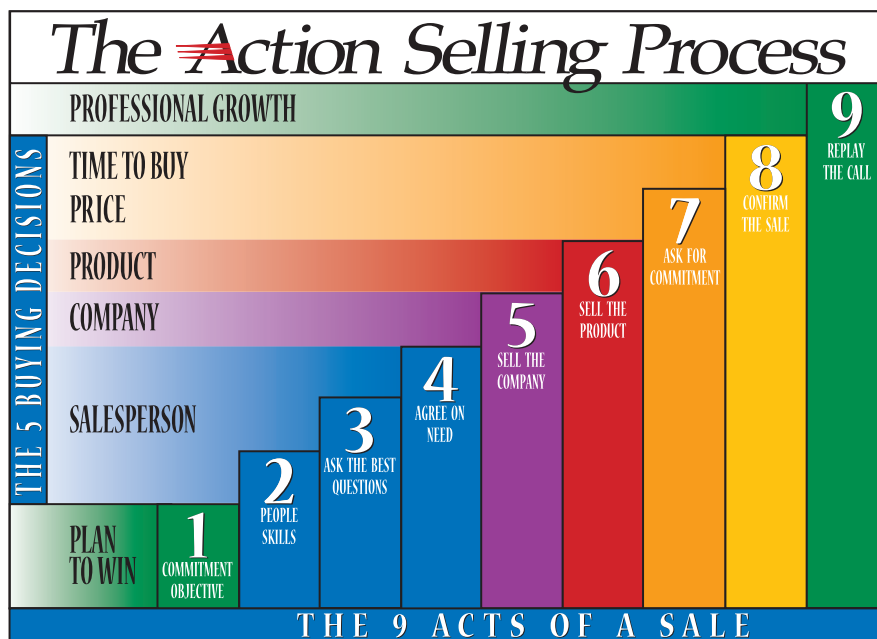 The Action Selling Process
PROFESSIONAL GROWTH
THE 5 BUYING DECISIONS
TIME TO BUY
PRICE
PRODUCT
COMPANY
SALESPERSON
PLAN
TO WIN
1
COMMITMENT
OBJECTIVE
2
PEOPLE
SKILLS
3
ASK THE BEST
QUESTIONS
4
AGREE ON
NEED
5
SELL THE
COMPANY
6
SELL THE
PRODUCT
7
ASK FOR
COMMITMENT
8
CONFIRM
THE SALE
9
REPLAY
THE CALL
THE 9 ACTS OF A SALE